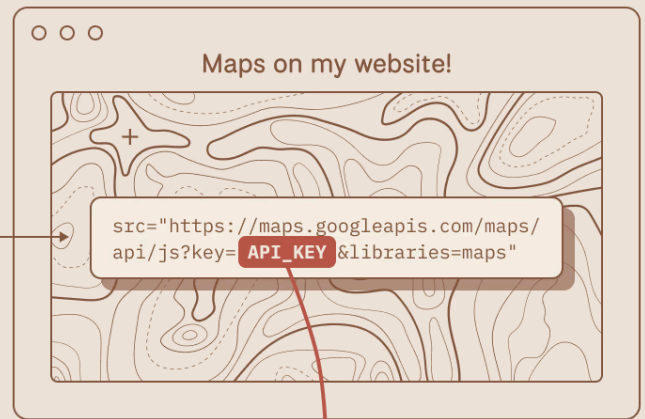 Maps on my website!
src="https://maps.googleapis.com/maps/
api/js?key=API_KEY&libraries=maps"